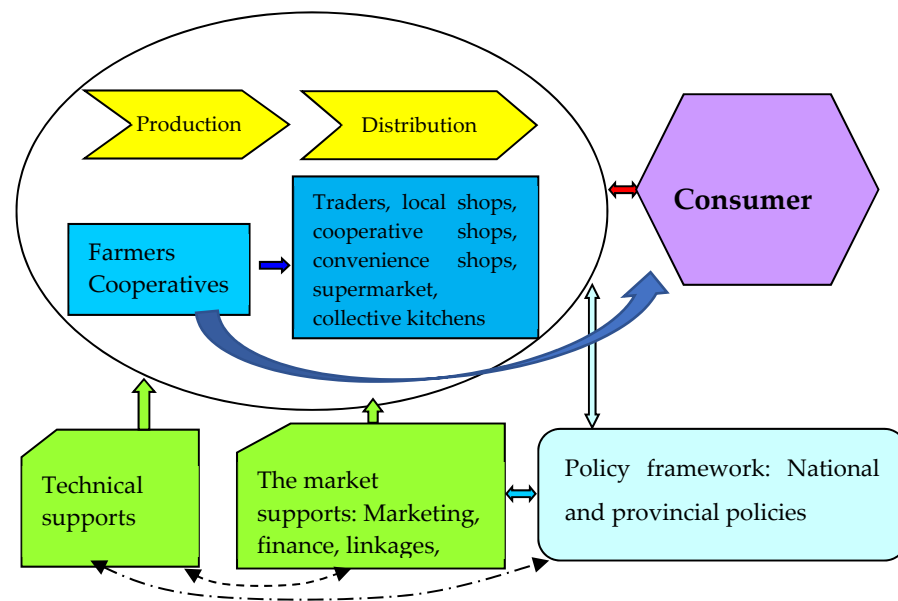 Production
Distribution
Farmers
Cooperatives
Traders, local shops,
cooperative shops,
convenience shops,
supermarket,
collective kitchens
Consumer
Technical
supports
The market
supports: Marketing,
finance, linkages,
Policy framework: National
and provincial policies